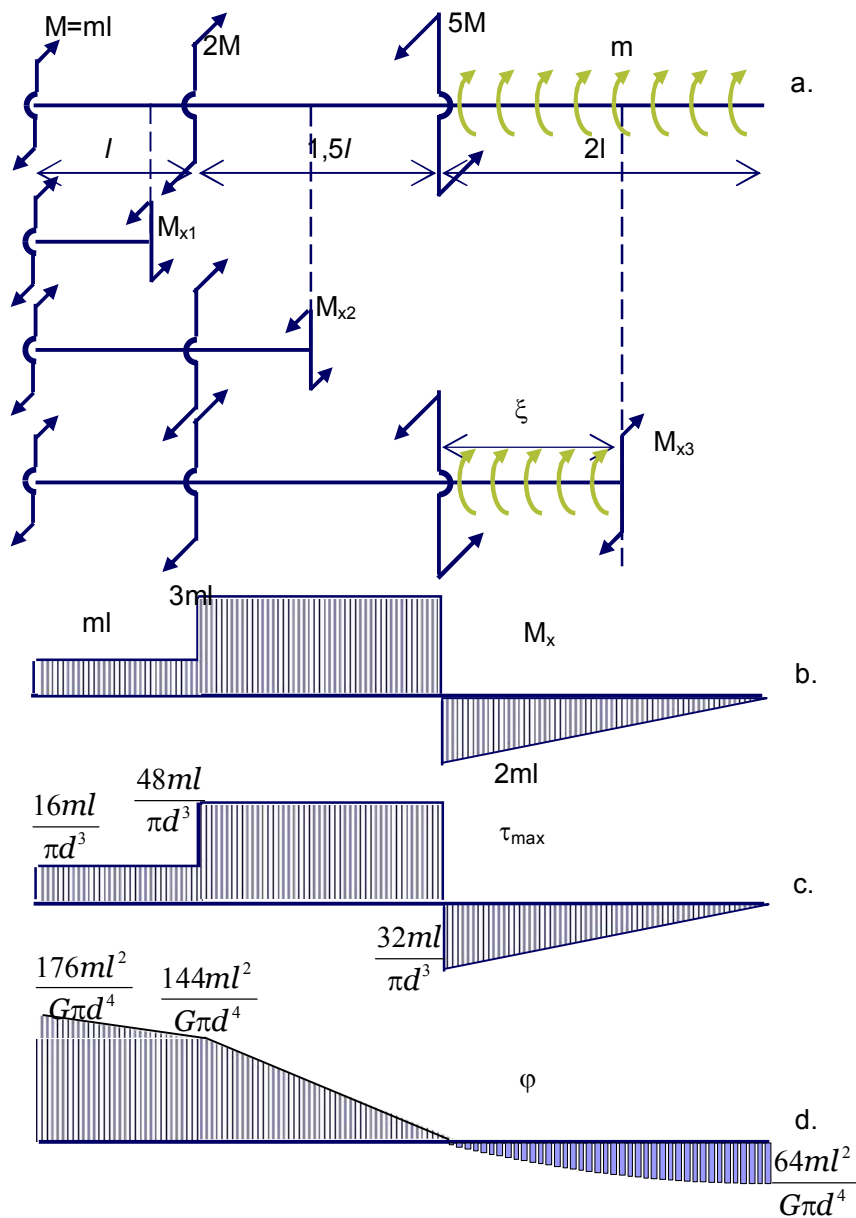 M=ml
2M
5M
m
a.
l
1,5l
2l
Mx1
Mx2
ξ
Mx3
3ml
ml
Mx
b.
2ml
16ml/πd³
48ml/πd³
τmax
c.
32ml/πd³
176ml²/Gπd⁴
144ml²/Gπd⁴
φ
d.
64ml²/Gπd⁴